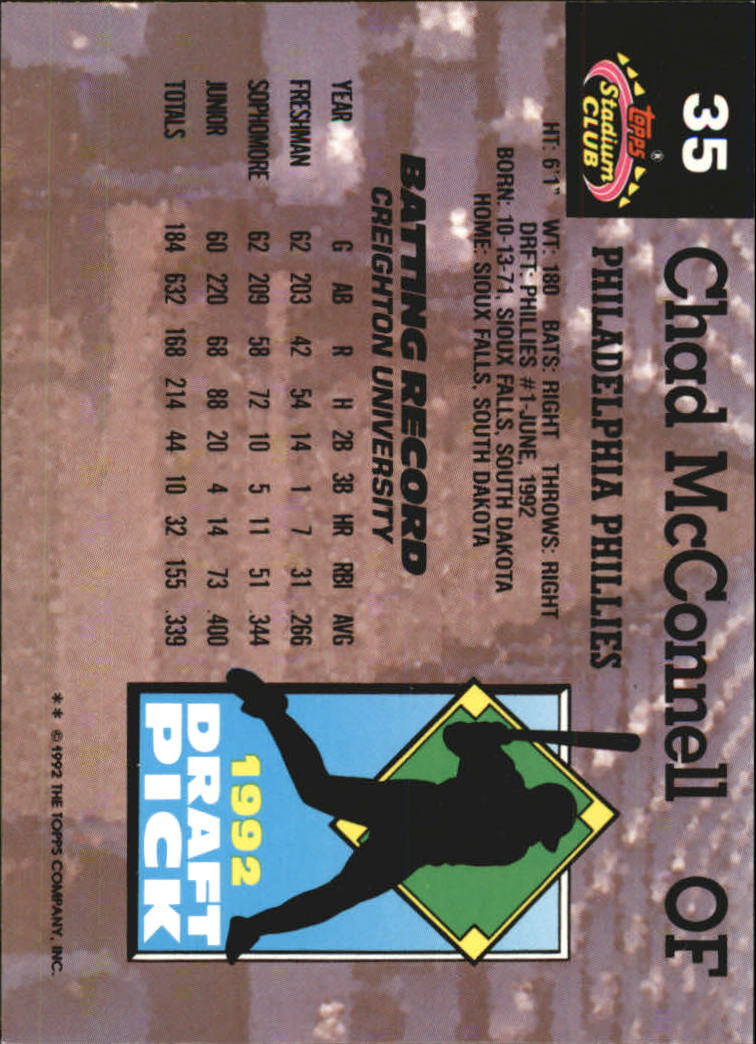 35
Topps®
Stadium
CLUB
Chad McConnell OF
PHILADELPHIA PHILLIES
HT: 6'1" WT: 180 BATS: RIGHT THROWS: RIGHT
DRFT: PHILLIES #1-JUNE, 1992
BORN: 10-13-71, SIOUX FALLS, SOUTH DAKOTA
HOME: SIOUX FALLS, SOUTH DAKOTA
BATTING RECORD
CREIGHTON UNIVERSITY
YEAR G AB R H 2B 3B HR RBI AVG
FRESHMAN 62 203 42 54 14 1 7 31 .266
SOPHOMORE 62 209 58 72 10 5 11 51 .344
JUNIOR 60 220 68 88 20 4 14 73 .400
TOTALS 184 632 168 214 44 10 32 155 .339
1992
DRAFT
PICK
** © 1992 THE TOPPS COMPANY, INC.